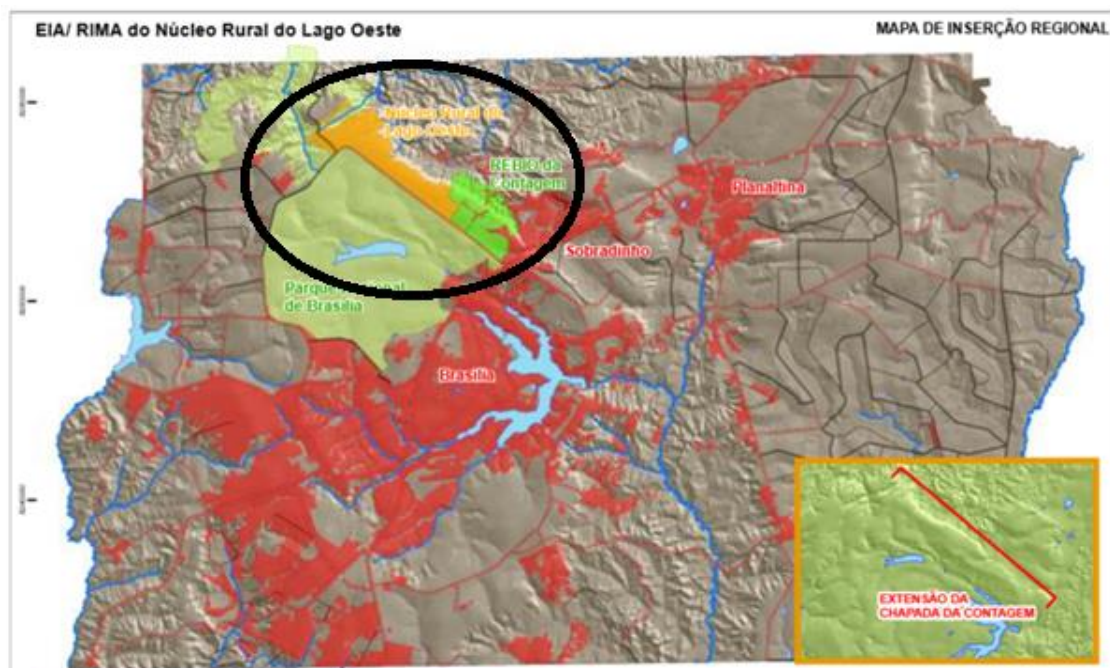 EIA/ RIMA do Núcleo Rural do Lago Oeste
MAPA DE INSERÇÃO REGIONAL
Núcleo Rural do
Lago Oeste
REBIO da
Contagem
Planaltina
Sobradinho
Parque
de Brasília
Brasília
EXTENSÃO DA
CHAPADA DA CONTAGEM